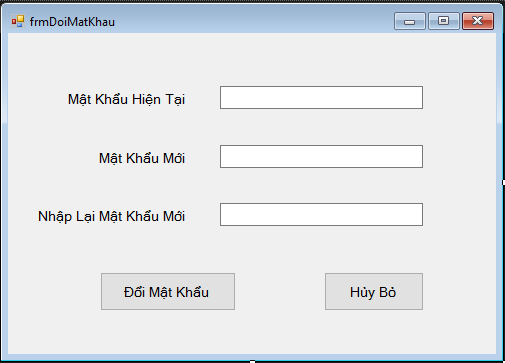 frmDoiMatKhau
Mật Khẩu Hiện Tại
Mật Khẩu Mới
Nhập Lại Mật Khẩu Mới
Đổi Mật Khẩu
Hủy Bỏ